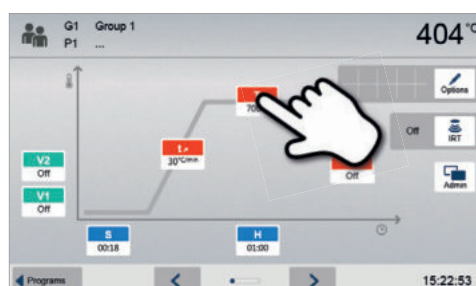 G1 Group 1
P1 ...
404°C
Options
T
700
Off
IRT
t↗
30°C/min.
V2
Off
Off
Admin
V1
Off
S
00:18
H
01:00
Programs
15:22:53